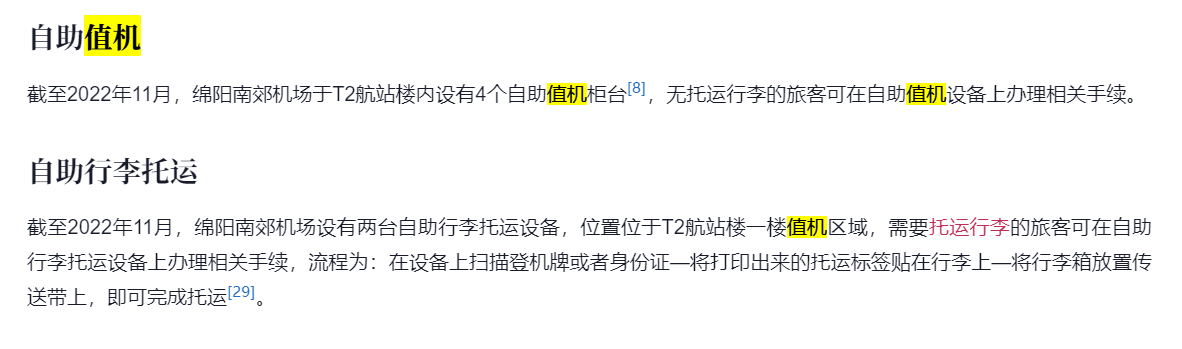 自助值机
截至2022年11月，绵阳南郊机场于T2航站楼内设有4个自助值机柜台[8]，无托运行李的旅客可在自助值机设备上办理相关手续。
自助行李托运
截至2022年11月，绵阳南郊机场设有两台自助行李托运设备，位置位于T2航站楼一楼值机区域，需要托运行李的旅客可在自助
行李托运设备上办理相关手续，流程为：在设备上扫描登机牌或者身份证—将打印出来的托运标签贴在行李上—将行李箱放置传
送带上，即可完成托运[29]。